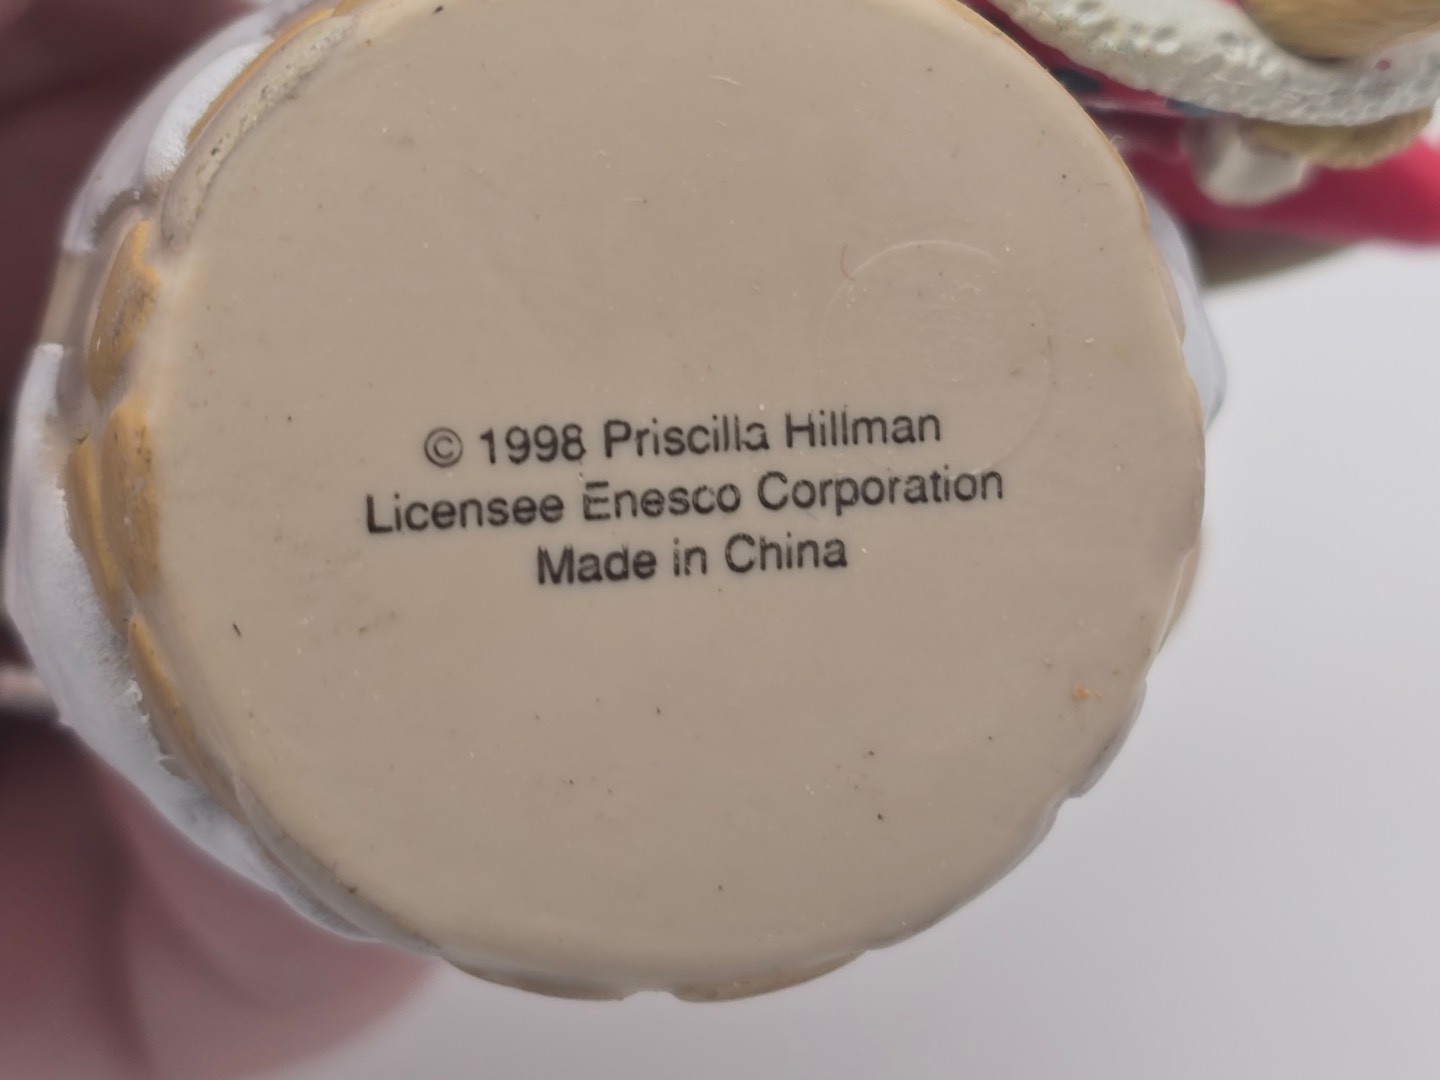 © 1998 Priscilla Hillman
Licensee Enesco Corporation
Made in China